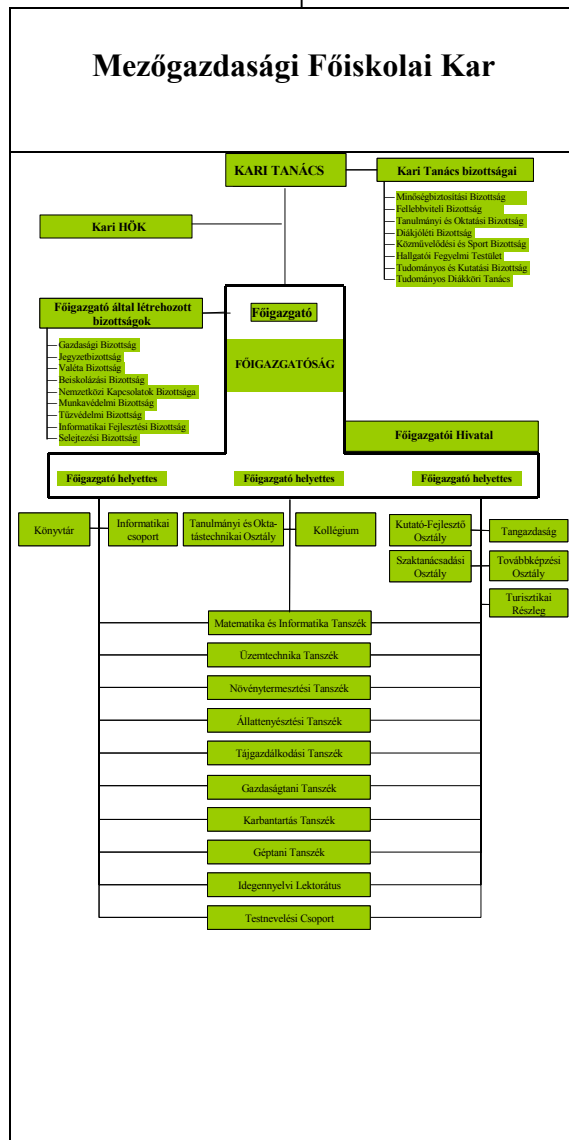 Mezőgazdasági Főiskolai Kar
KARI TANÁCS
Kari Tanács bizottságai
Minőségbiztosítási Bizottság
Fellebbviteli Bizottság
Tanulmányi és Oktatási Bizottság
Diákjóléti Bizottság
Közművelődési és Sport Bizottság
Hallgatói Fegyelmi Testület
Tudományos és Kutatási Bizottság
Tudományos Diákköri Tanács
Kari HÖK
Főigazgató által létrehozott
bizottságok
Gazdasági Bizottság
Jegyzetbizottság
Valéta Bizottság
Beiskolázási Bizottság
Nemzetközi Kapcsolatok Bizottsága
Munkavédelmi Bizottság
Tűzvédelmi Bizottság
Informatikai Fejlesztési Bizottság
Selejtezési Bizottság
Főigazgató
FŐIGAZGATÓSÁG
Főigazgatói Hivatal
Főigazgató helyettes
Főigazgató helyettes
Főigazgató helyettes
Könyvtár
Informatikai
csoport
Tanulmányi és Okta-
tástechnikai Osztály
Kollégium
Kutató-Fejlesztő
Osztály
Tangazdaság
Szaktanácsadási
Osztály
Továbbképzési
Osztály
Turisztikai
Részleg
Matematika és Informatika Tanszék
Üzemtechnika Tanszék
Növénytermesztési Tanszék
Állattenyésztési Tanszék
Tájgazdálkodási Tanszék
Gazdaságtani Tanszék
Karbantartás Tanszék
Géptani Tanszék
Idegennyelvi Lektorátus
Testnevelési Csoport